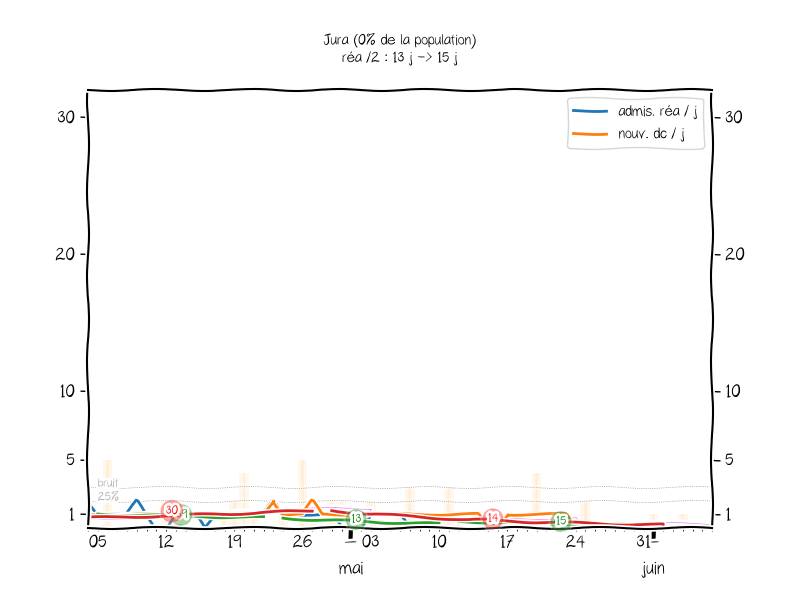 Jura (0% de la population)
réa /2 : 13 j -> 15 j
admis. réa / j
nouv. dc / j
30
30
20
20
10
10
5
5
bruit
25%
1
1
30
9
13
14
15
05 12 19 26 03 10 17 24 31
mai juin